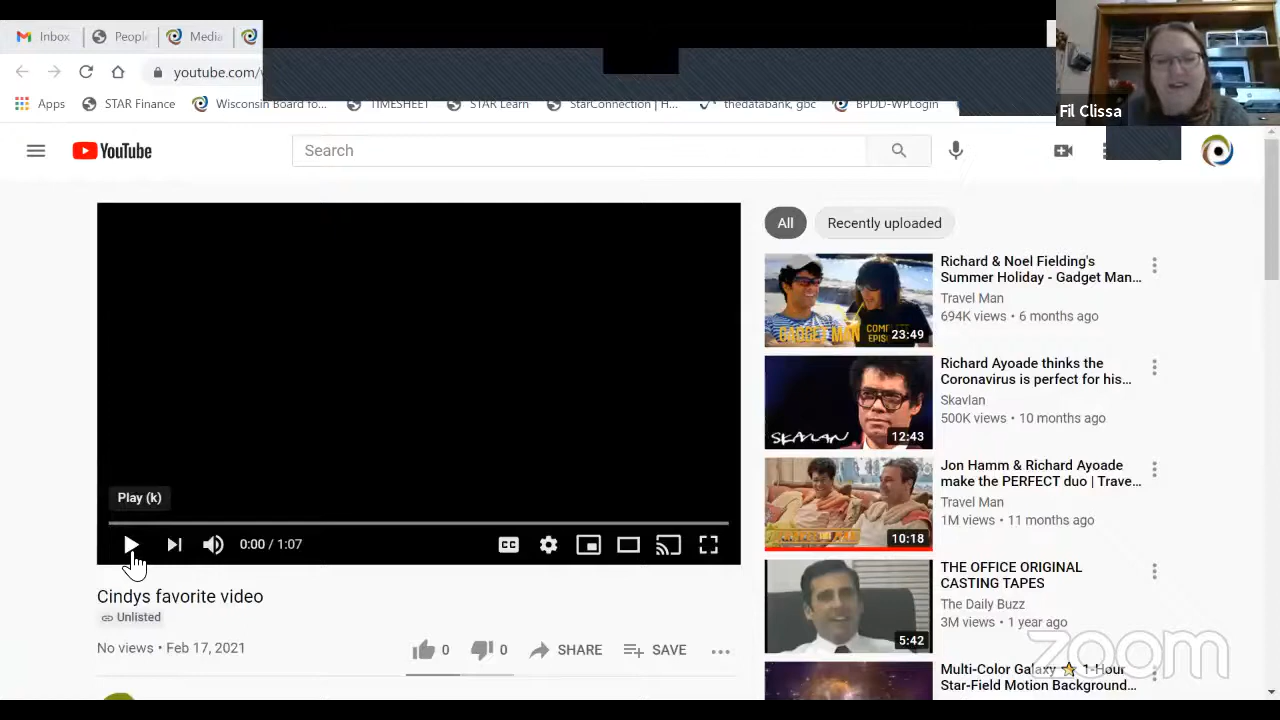 Inbox
Peopl
Media
youtube.com/
Fil Clissa
Apps
STAR Finance
Wisconsin Board fo...
TIMESHEET
STAR Learn
StarConnection | H...
thedatabank, gbc
BPDD-WPLogin
YouTube
Search
All
Recently uploaded
Richard & Noel Fielding's
Summer Holiday - Gadget Man...
Travel Man
694K views • 6 months ago
GADGET MAN
23:49
Richard Ayoade thinks the
Coronavirus is perfect for his...
Skavlan
500K views • 10 months ago
SKAVLAN
12:43
Jon Hamm & Richard Ayoade
make the PERFECT duo | Trave...
Travel Man
1M views • 11 months ago
10:18
THE OFFICE ORIGINAL
CASTING TAPES
The Daily Buzz
3M views • 1 year ago
5:42
Multi-Color Galaxy ⭐ 1-Hour
Star-Field Motion Background...
Play (k)
0:00 / 1:07
CC
Cindys favorite video
Unlisted
No views • Feb 17, 2021
0
0
SHARE
SAVE
zoom